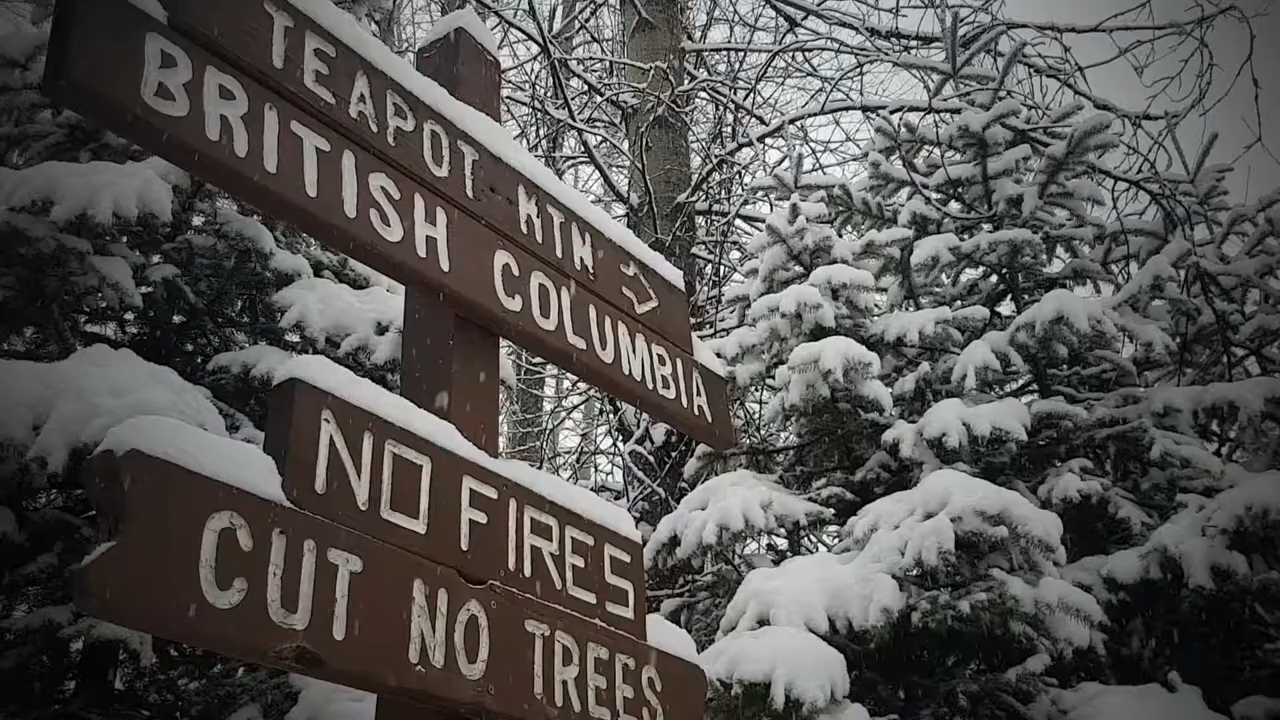 TEAPOT MTN →
BRITISH COLUMBIA
NO FIRES
CUT NO TREES